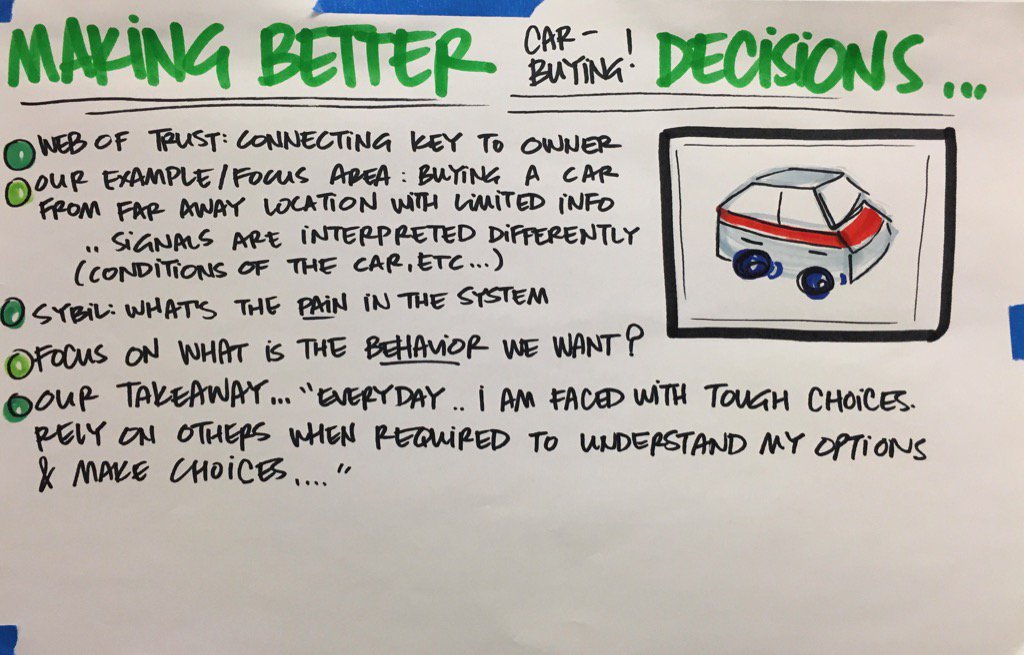 MAKING BETTER CAR-BUYING! DECISIONS...
WEB OF TRUST: CONNECTING KEY TO OWNER
OUR EXAMPLE/FOCUS AREA: BUYING A CAR
FROM FAR AWAY LOCATION WITH LIMITED INFO
.. SIGNALS ARE INTERPRETED DIFFERENTLY
(CONDITIONS OF THE CAR, ETC...)
SYBIL: WHAT'S THE PAIN IN THE SYSTEM
FOCUS ON WHAT IS THE BEHAVIOR WE WANT?
OUR TAKEAWAY... "EVERYDAY.. I AM FACED WITH TOUGH CHOICES.
RELY ON OTHERS WHEN REQUIRED TO UNDERSTAND MY OPTIONS
& MAKE CHOICES...."